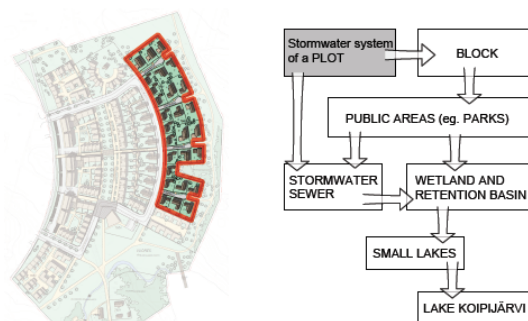 Stormwater system
of a PLOT
BLOCK
PUBLIC AREAS (eg. PARKS)
STORMWATER
SEWER
WETLAND AND
RETENTION BASIN
SMALL LAKES
LAKE KOIPIJÄRVI